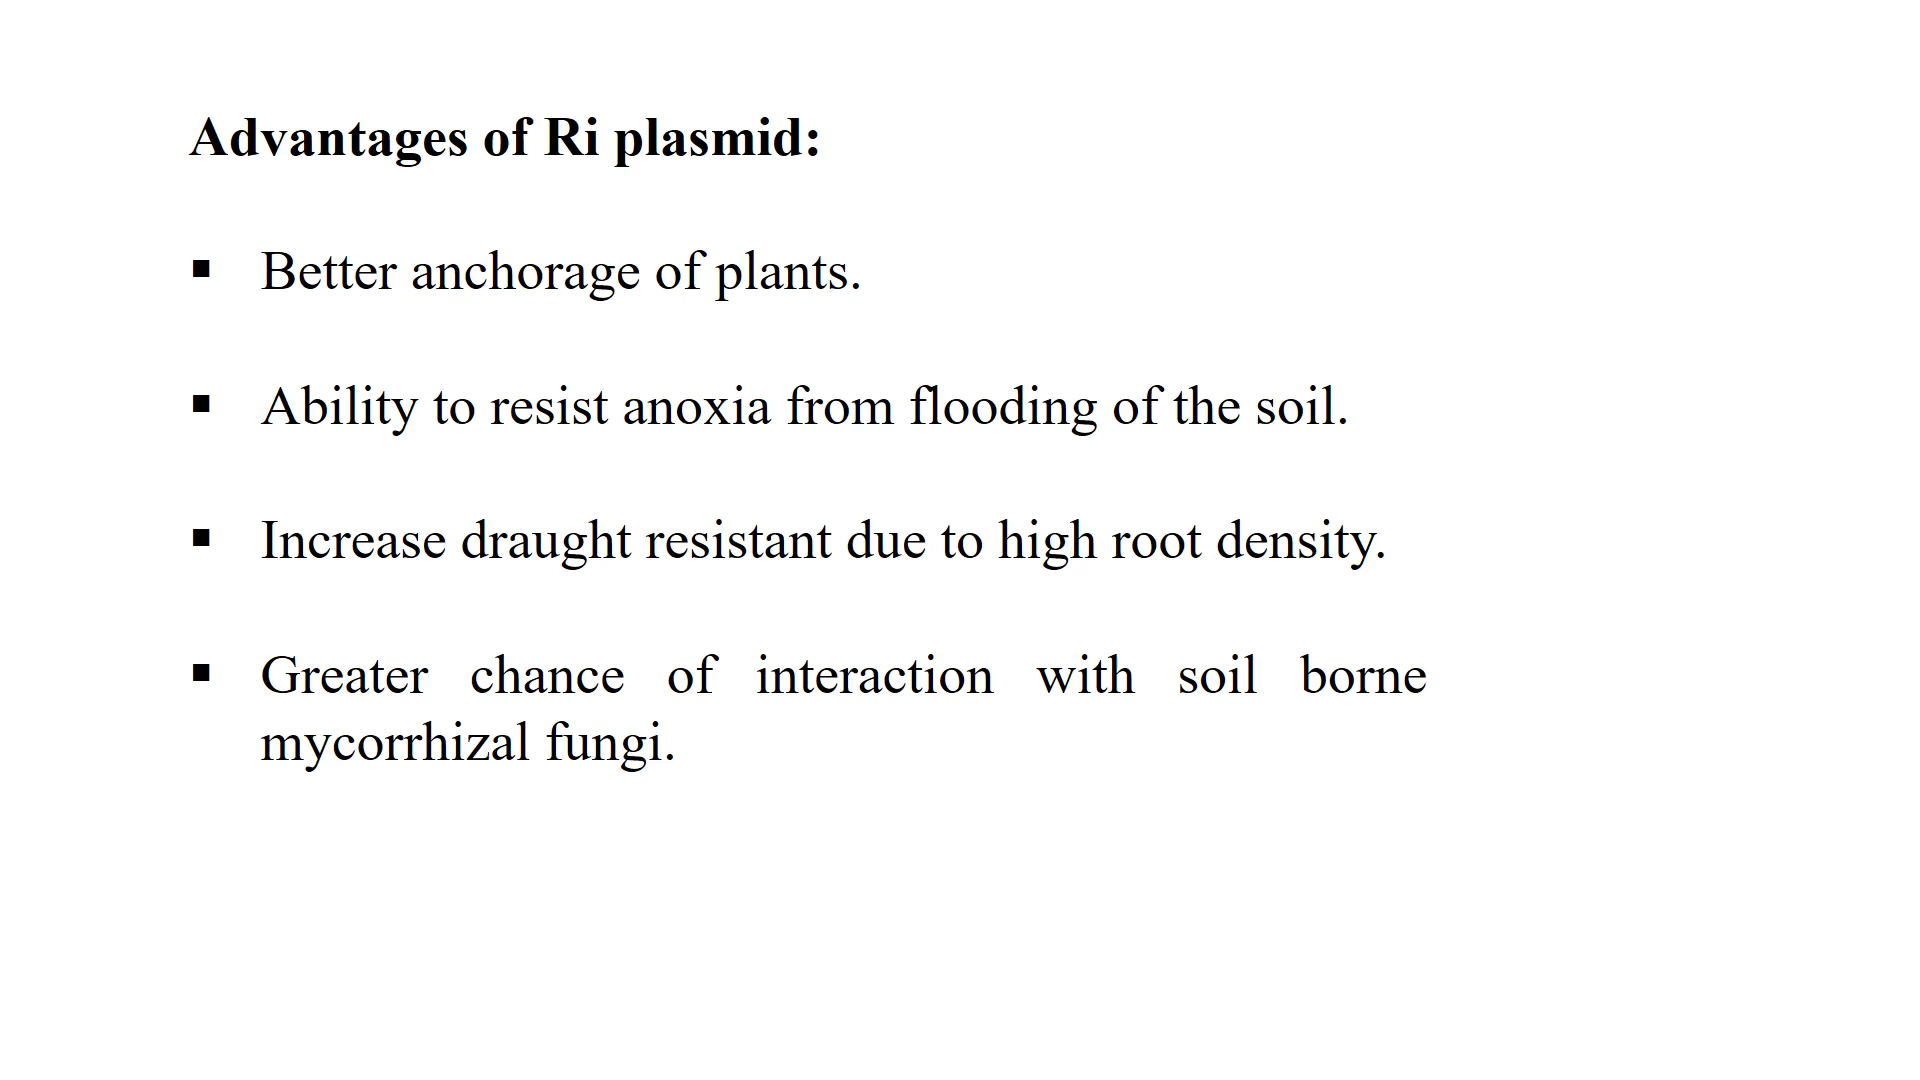 Advantages of Ri plasmid:
▪ Better anchorage of plants.
▪ Ability to resist anoxia from flooding of the soil.
▪ Increase draught resistant due to high root density.
▪ Greater chance of interaction with soil borne
mycorrhizal fungi.